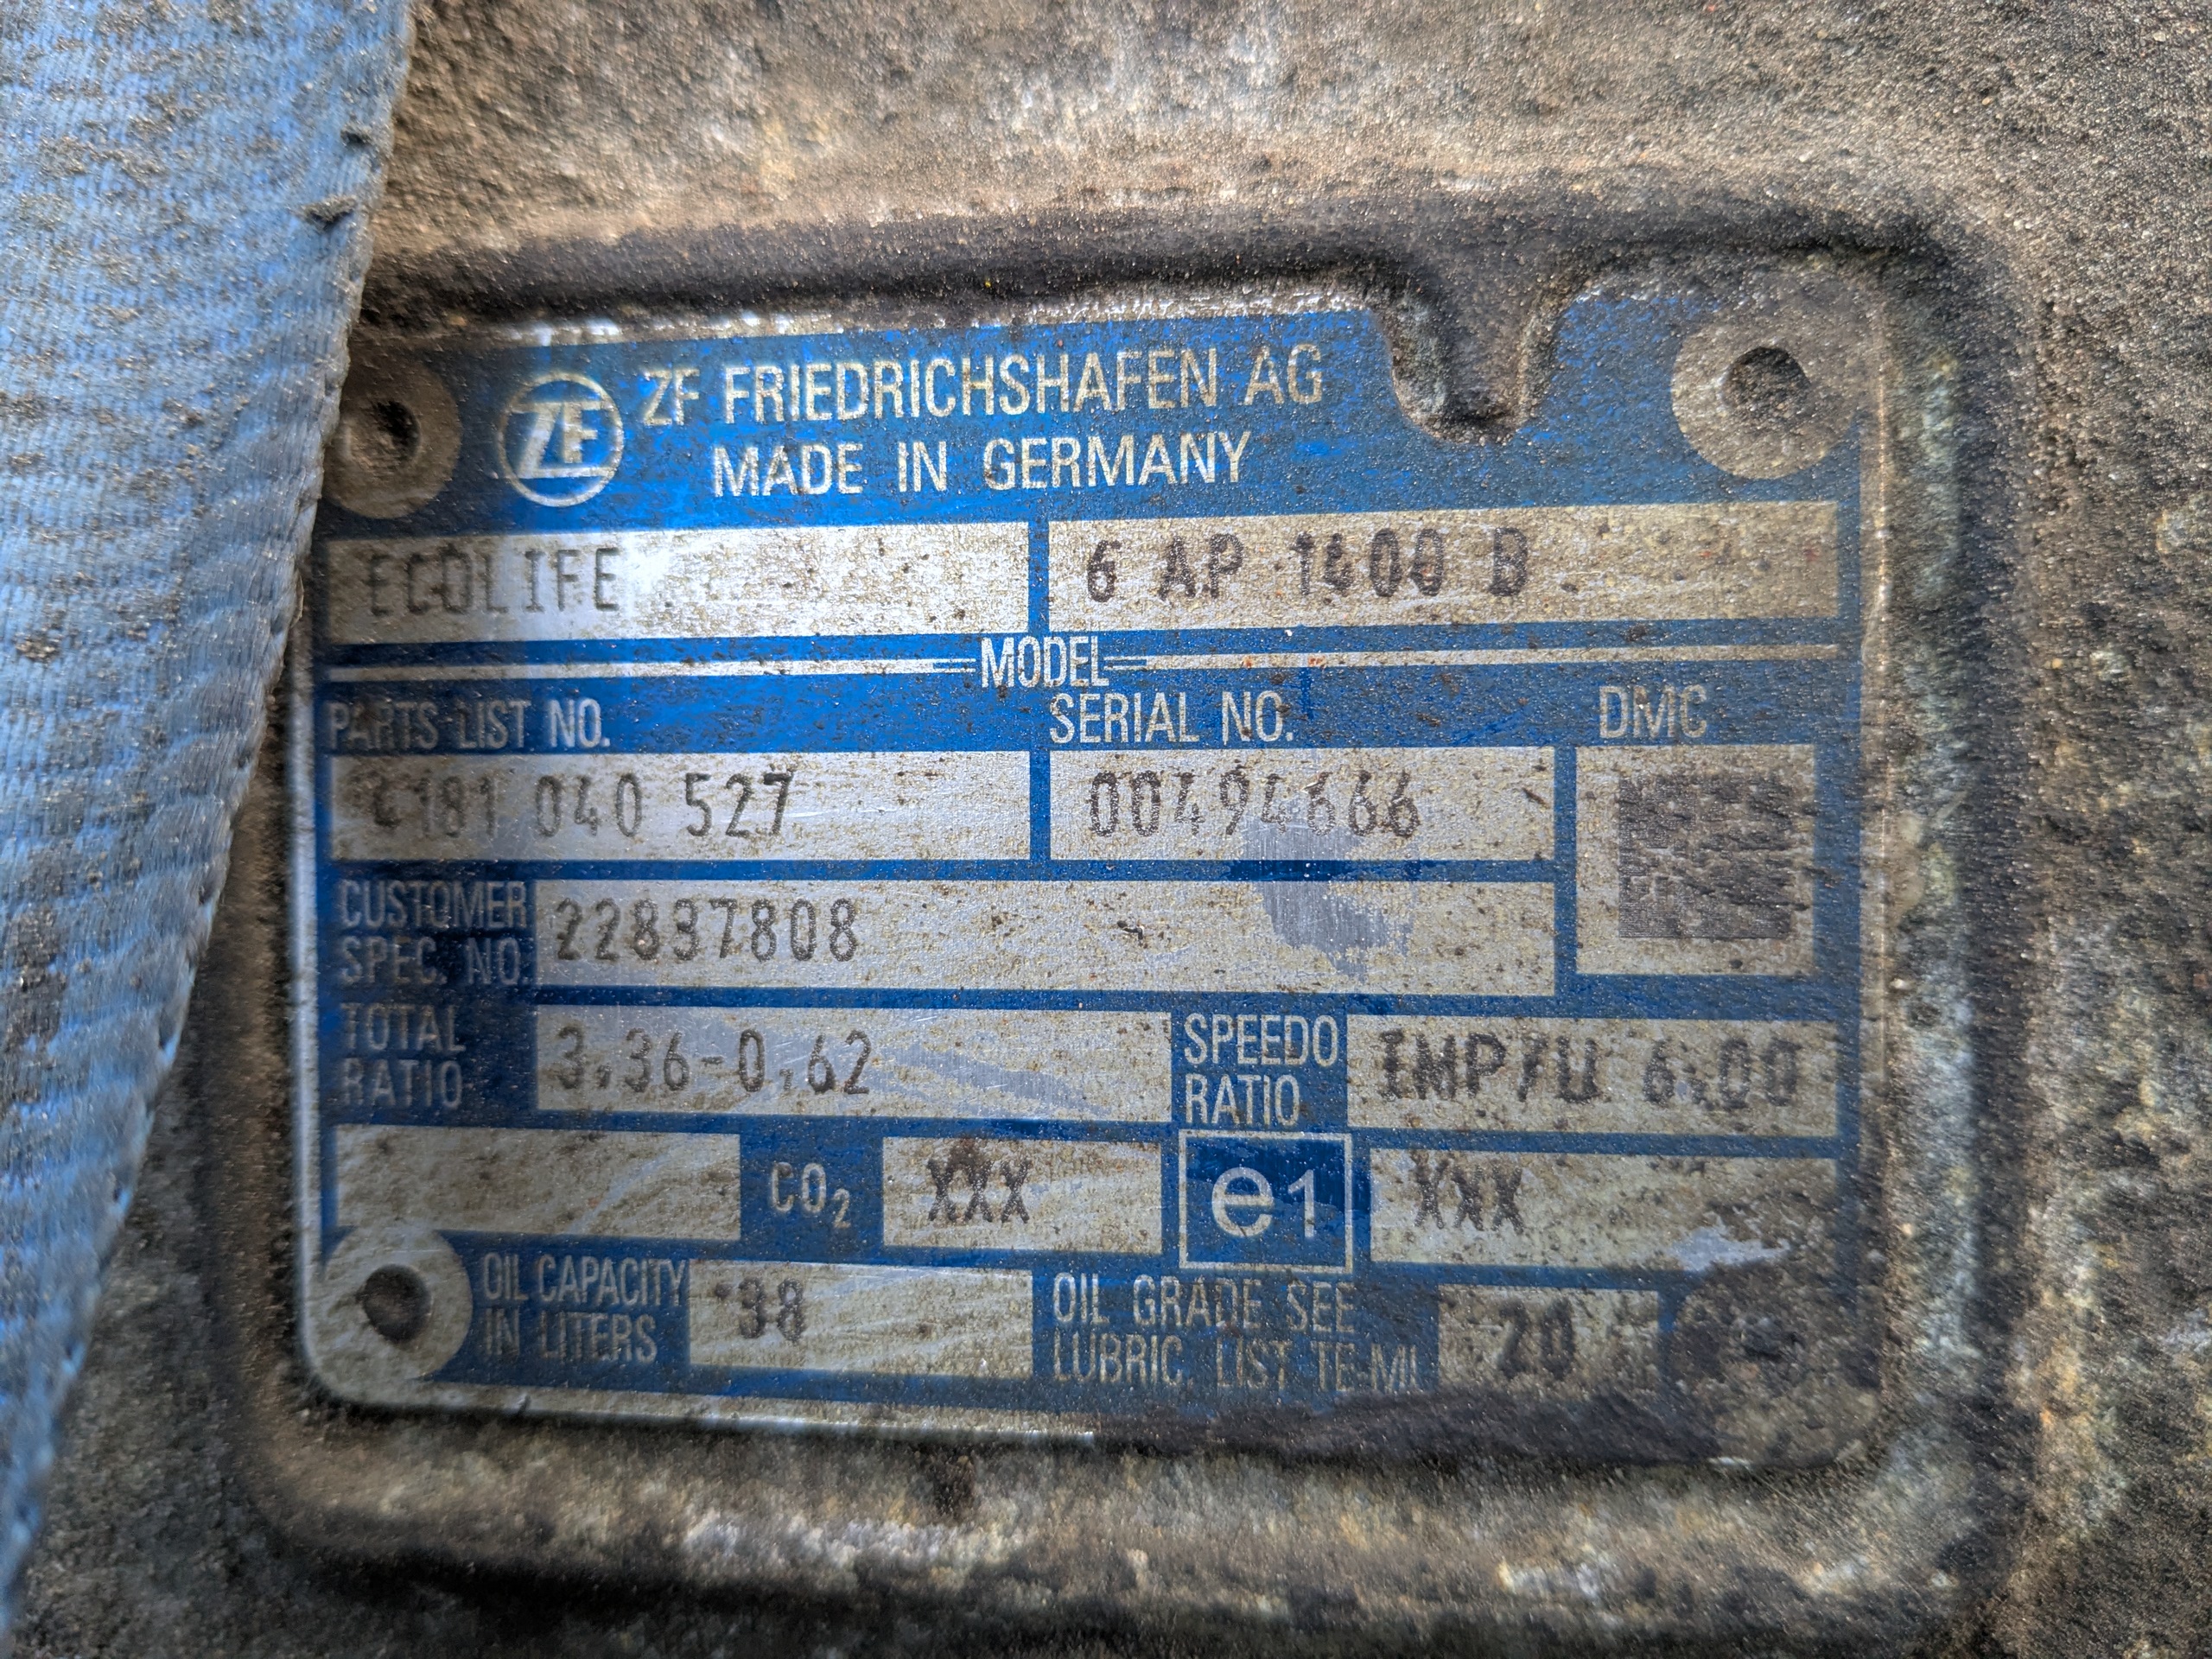 ZF
ZF FRIEDRICHSHAFEN AG
MADE IN GERMANY
ECOLIFE
6 AP 1400 B
MODEL
PARTS LIST NO.
SERIAL NO.
DMC
4181 040 527
00494666
CUSTOMER
SPEC. NO.
22837808
TOTAL
RATIO
3,36-0,62
SPEEDO
RATIO
IMP/U 6.00
CO2
XXX
e1
XXX
OIL CAPACITY
IN LITERS
38
OIL GRADE SEE
LUBRIC. LIST TE-ML
20